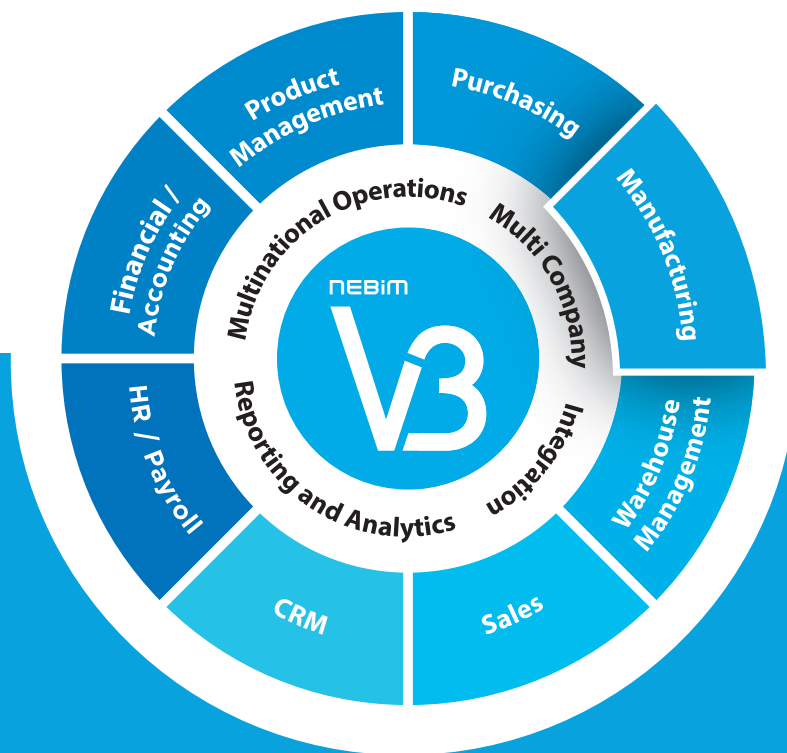 Product
Management
Purchasing
Manufacturing
Warehouse
Management
Sales
CRM
HR / Payroll
Financial /
Accounting
Multinational Operations
Multi Company
Integration
Reporting and Analytics
NEBiM
V3